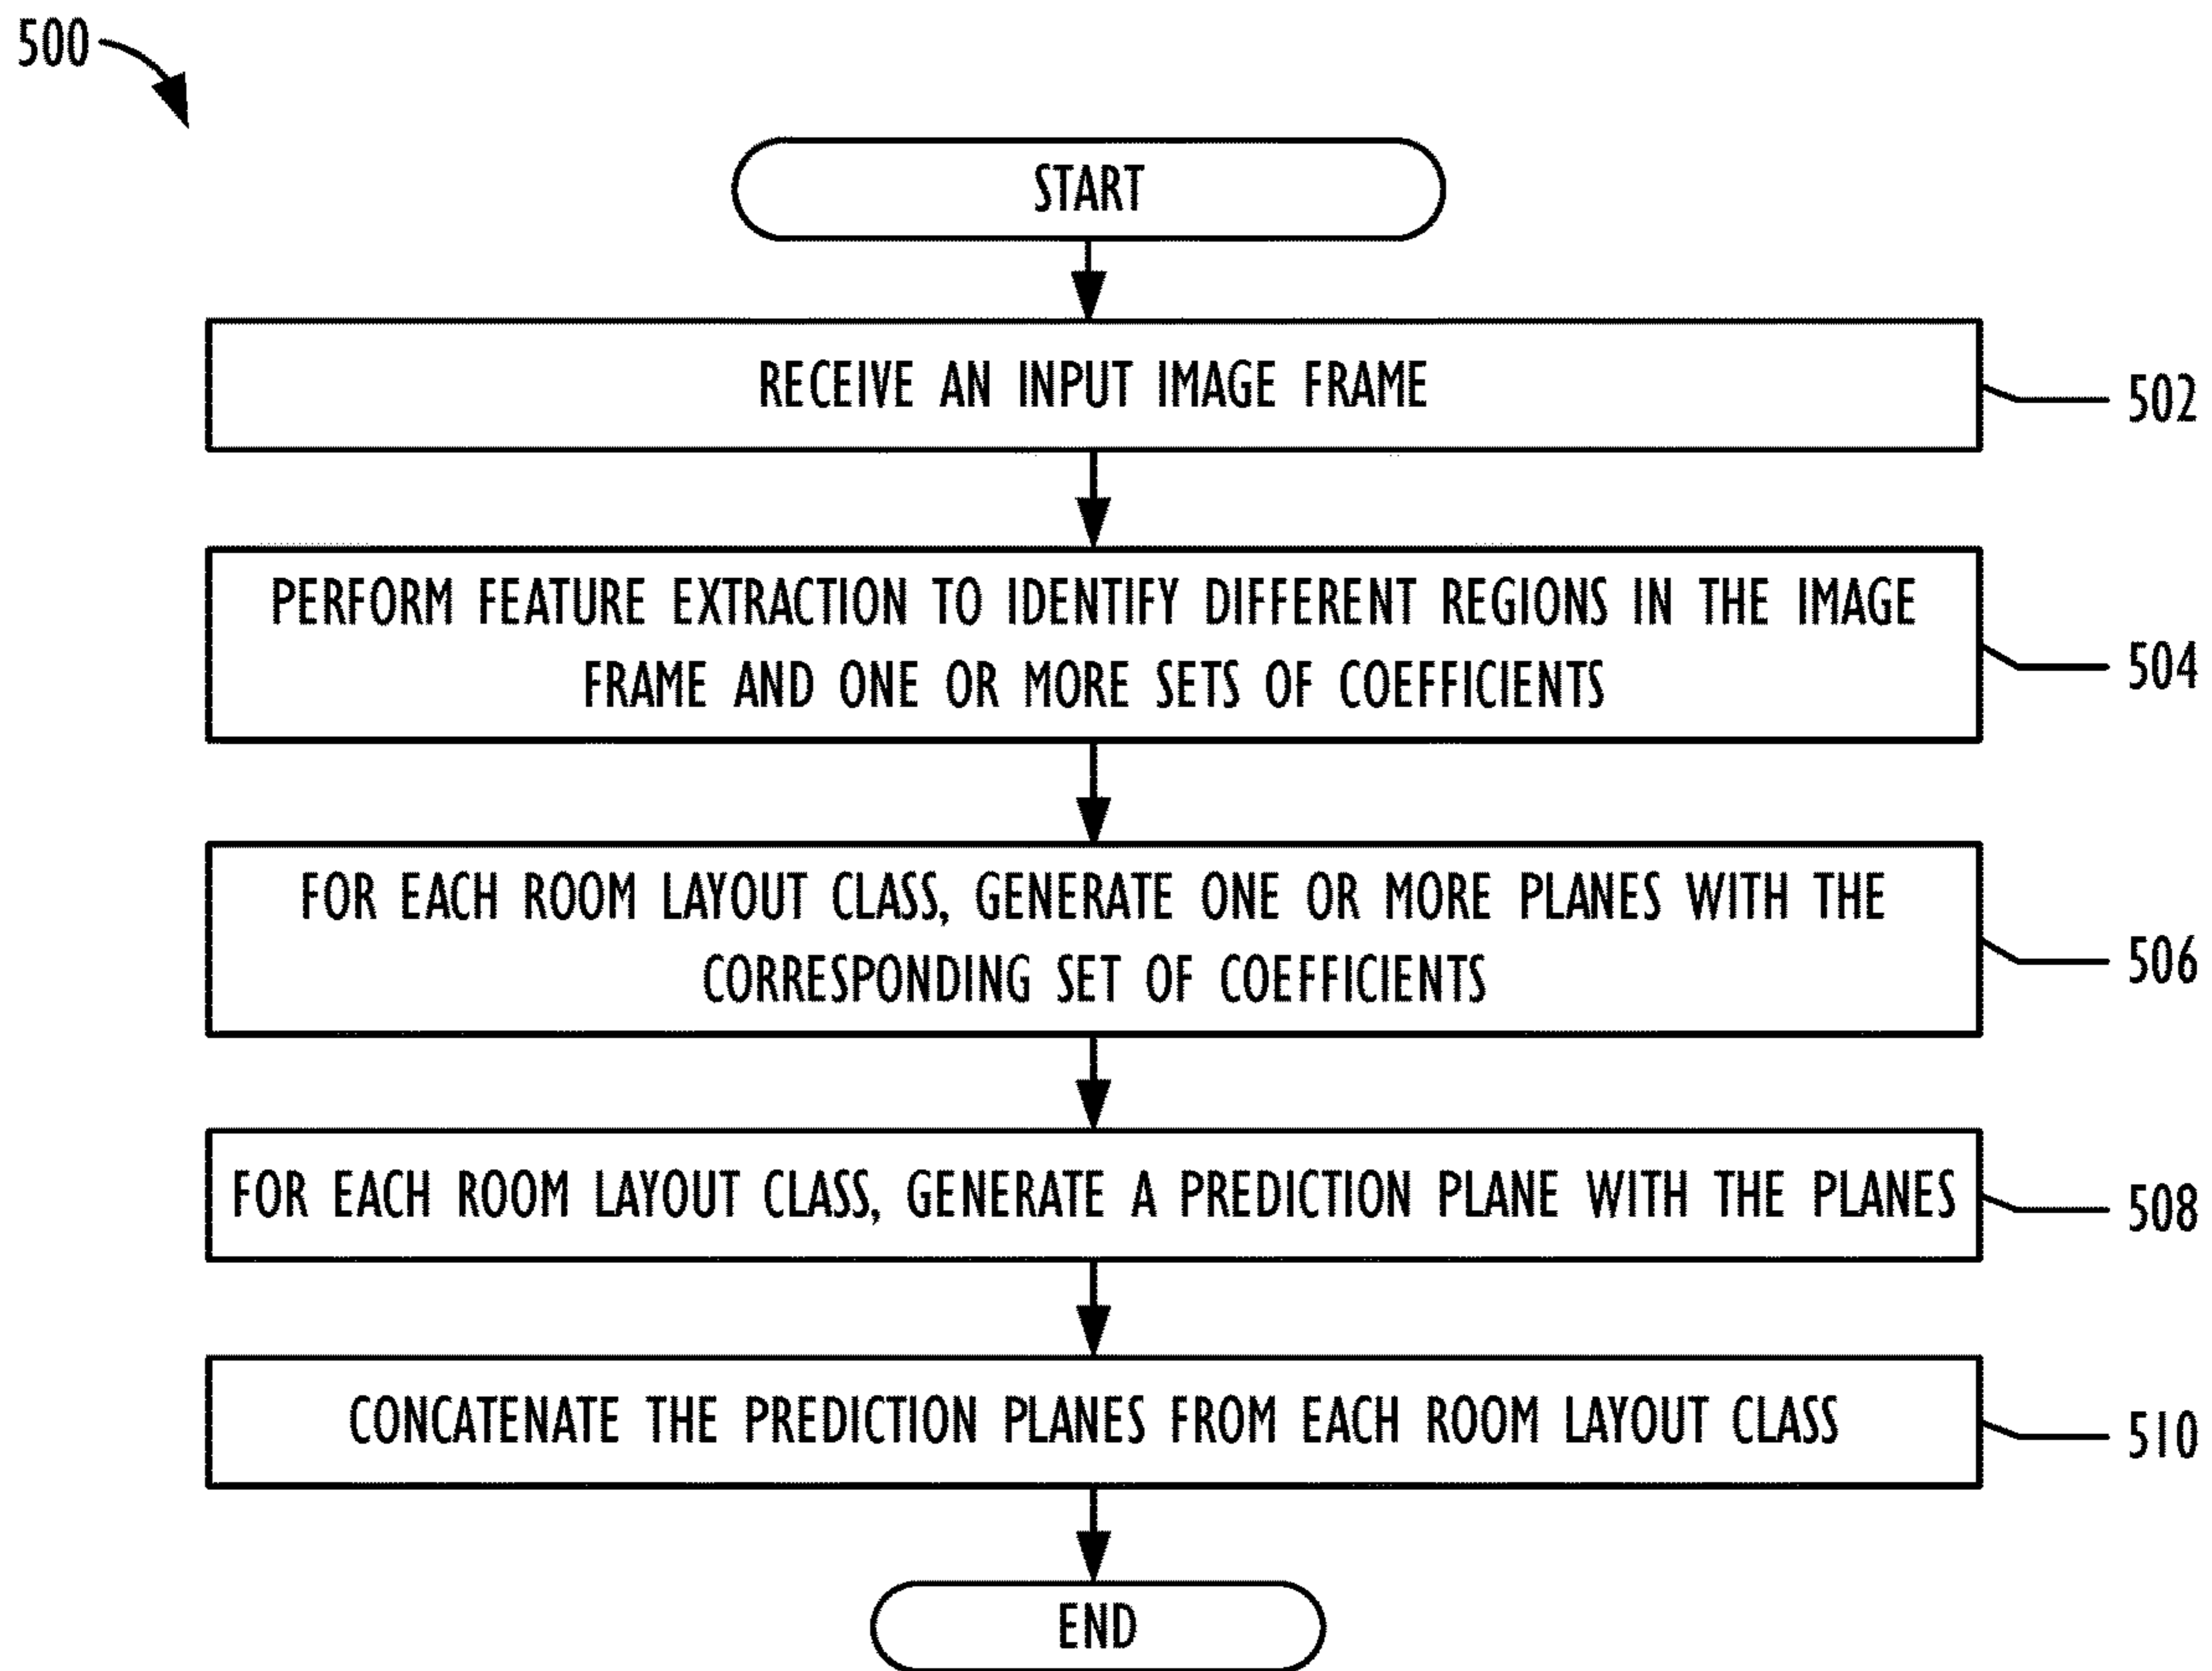 500
START
RECEIVE AN INPUT IMAGE FRAME
502
PERFORM FEATURE EXTRACTION TO IDENTIFY DIFFERENT REGIONS IN THE IMAGE
FRAME AND ONE OR MORE SETS OF COEFFICIENTS
504
FOR EACH ROOM LAYOUT CLASS, GENERATE ONE OR MORE PLANES WITH THE
CORRESPONDING SET OF COEFFICIENTS
506
FOR EACH ROOM LAYOUT CLASS, GENERATE A PREDICTION PLANE WITH THE PLANES
508
CONCATENATE THE PREDICTION PLANES FROM EACH ROOM LAYOUT CLASS
510
END